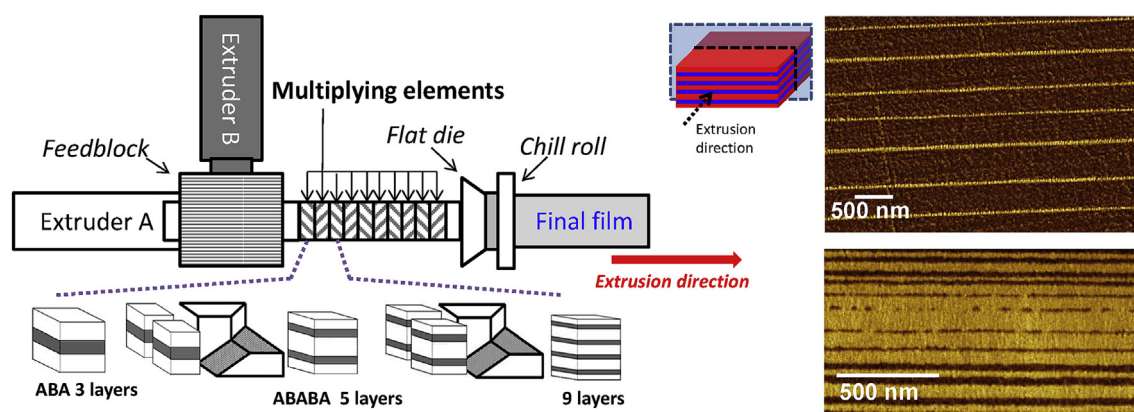 Extruder B
Multiplying elements
Feedblock
Flat die
Chill roll
Extruder A
Final film
Extrusion direction
ABA 3 layers
ABABA 5 layers
9 layers
Extrusion
direction
500 nm
500 nm